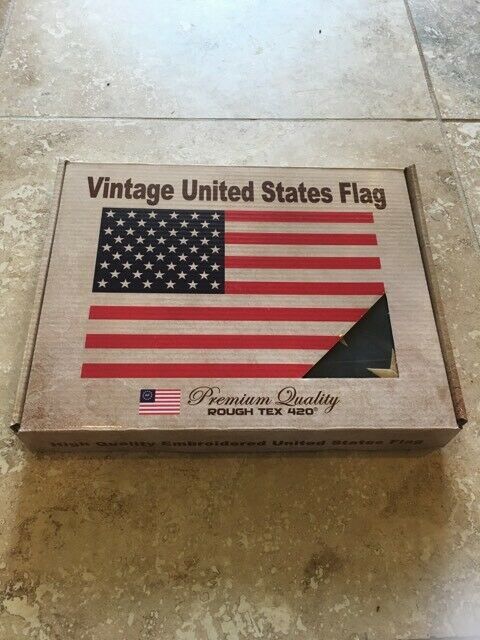 Vintage United States Flag
Premium Quality
ROUGH TEX 420®
High Quality Embroidered United States Flag